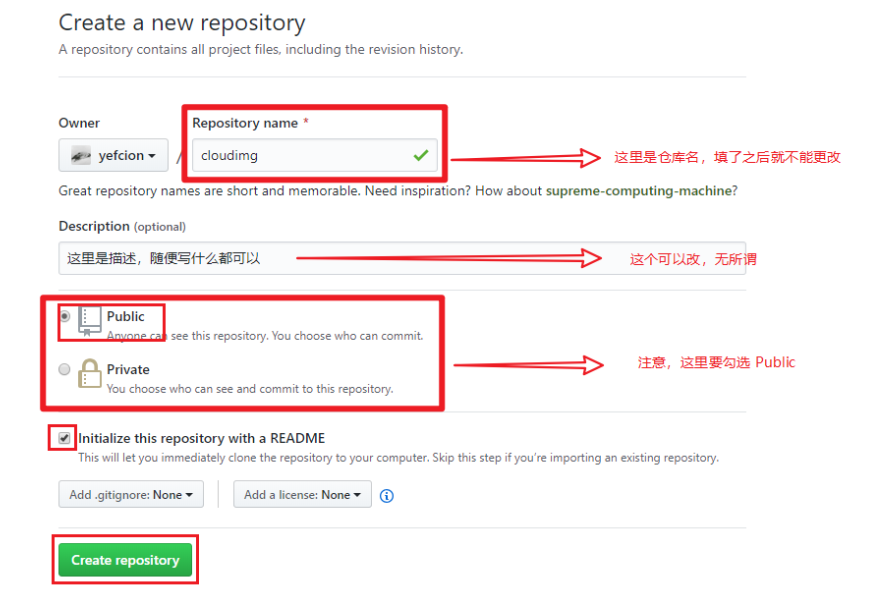 Create a new repository
A repository contains all project files, including the revision history.
Owner
Repository name *
yefcion
/
cloudimg
这里是仓库名，填了之后就不能更改
Great repository names are short and memorable. Need inspiration? How about supreme-computing-machine?
Description (optional)
这里是描述，随便写什么都可以
这个可以改，无所谓
Public
Anyone can see this repository. You choose who can commit.
Private
You choose who can see and commit to this repository.
注意，这里要勾选 Public
Initialize this repository with a README
This will let you immediately clone the repository to your computer. Skip this step if you're importing an existing repository.
Add .gitignore: None
Add a license: None
Create repository